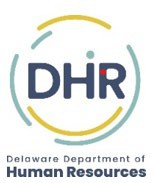 DHR
Delaware Department of
Human Resources